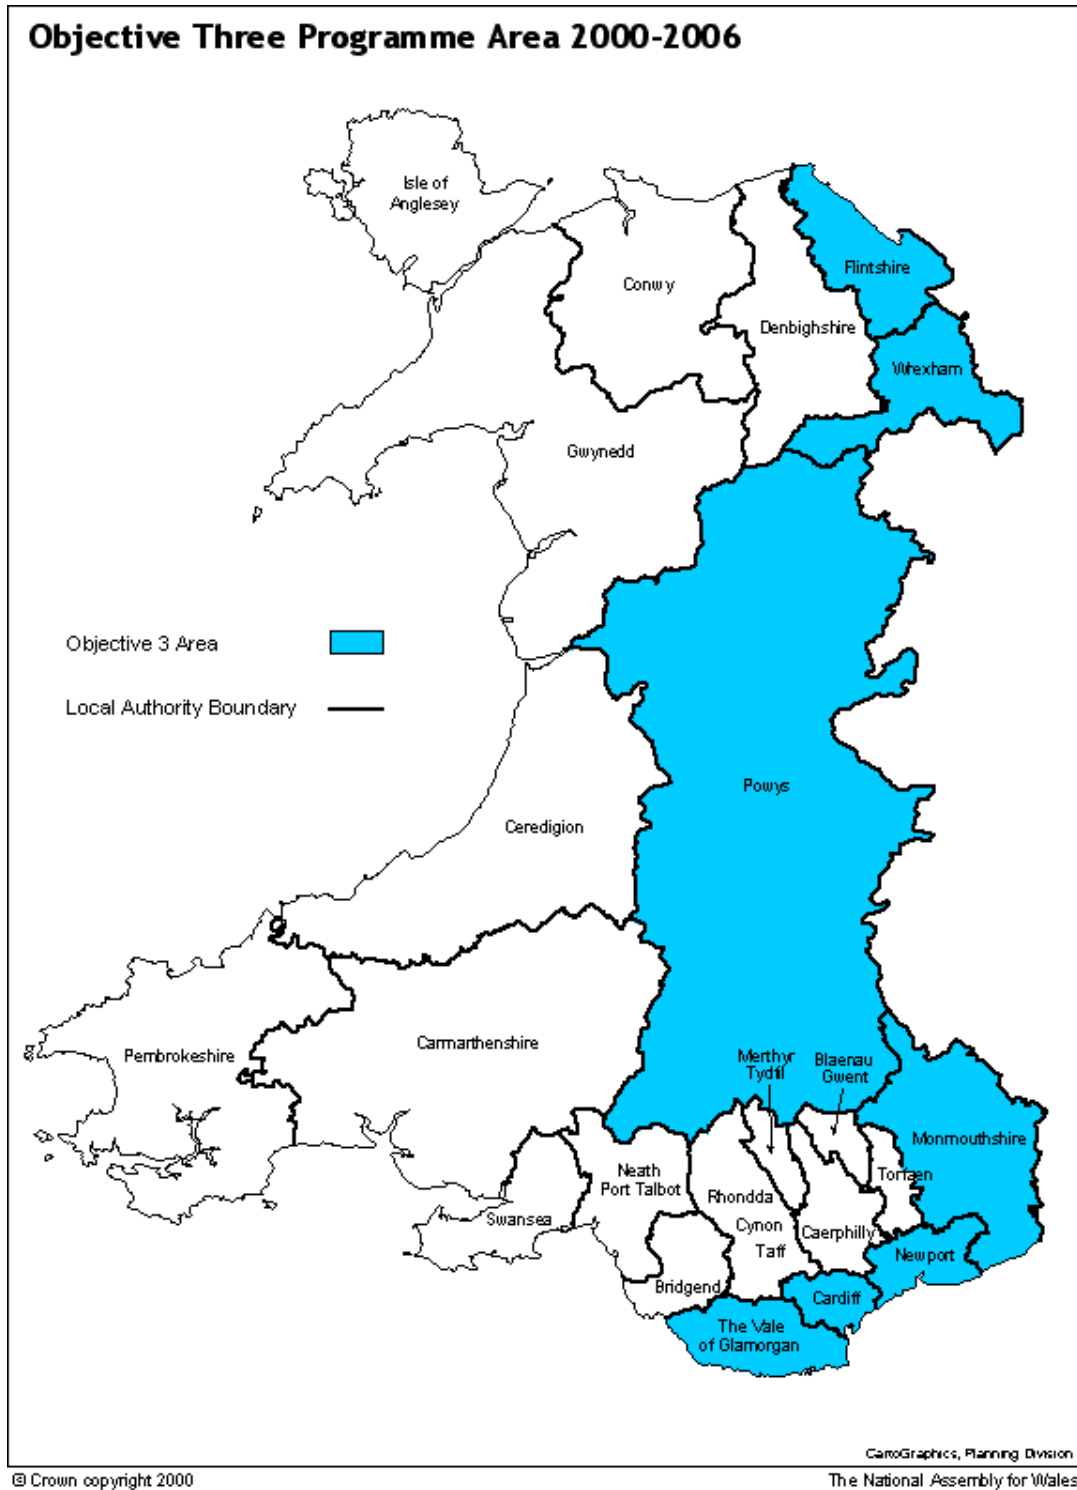 Objective Three Programme Area 2000-2006
Isle of
Anglesey
Flintshire
Conwy
Denbighshire
Wrexham
Gwynedd
Objective 3 Area
Local Authority Boundary
Powys
Ceredigion
Carmarthenshire
Pembrokeshire
Merthyr
Tydfil
Blaenau
Gwent
Monmouthshire
Neath
Port Talbot
Torfaen
Rhondda
Cynon
Taff
Swansea
Caerphilly
Newport
Bridgend
Cardiff
The Vale
of Glamorgan
CartoGraphics, Planning Division
© Crown copyright 2000
The National Assembly for Wales